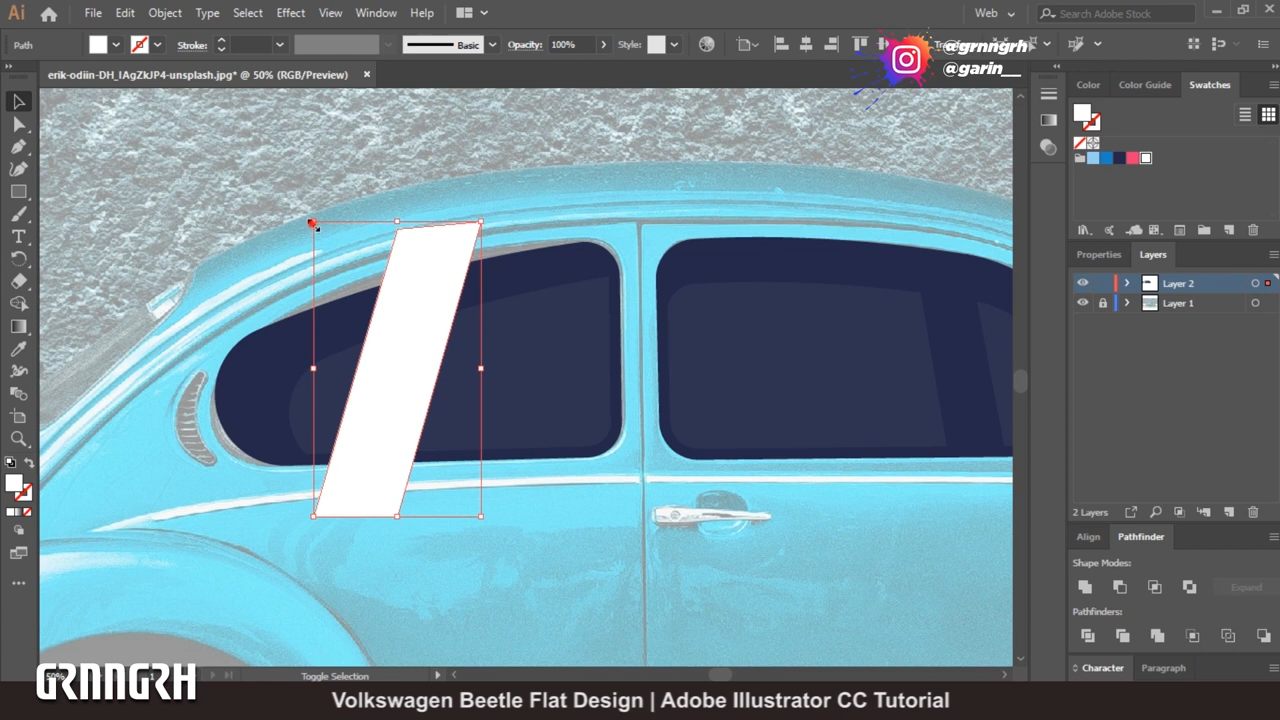 Ai File Edit Object Type Select Effect View Window Help Web Search Adobe Stock
Path Stroke: Basic Opacity: 100% Style:
@grnngrh
@garin__
erik-odiin-DH_lAgZkJP4-unsplash.jpg* @ 50% (RGB/Preview)
Color Color Guide Swatches
Properties Layers
Layer 2
Layer 1
2 Layers
Align Pathfinder
Shape Modes:
Expand
Pathfinders:
Character Paragraph
50% 1 Toggle Selection
GRNNGRH
Volkswagen Beetle Flat Design | Adobe Illustrator CC Tutorial